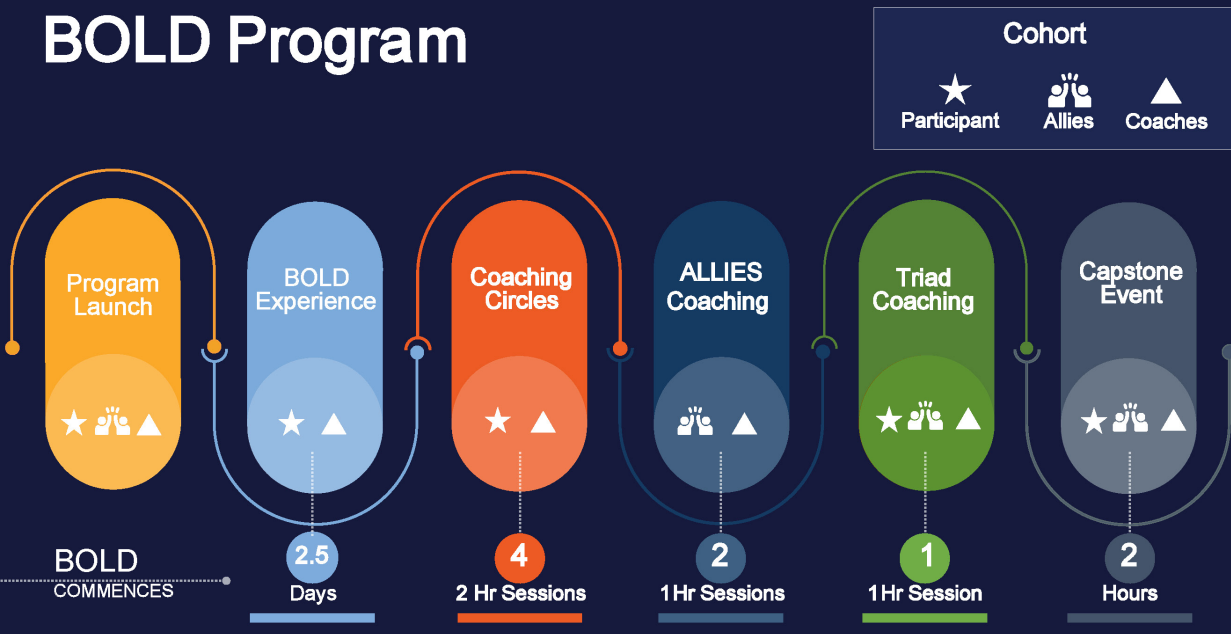 BOLD Program
Cohort
Participant
Allies
Coaches
Program
Launch
BOLD
Experience
Coaching
Circles
ALLIES
Coaching
Triad
Coaching
Capstone
Event
BOLD
COMMENCES
2.5
Days
4
2 Hr Sessions
2
1Hr Sessions
1
1Hr Session
2
Hours